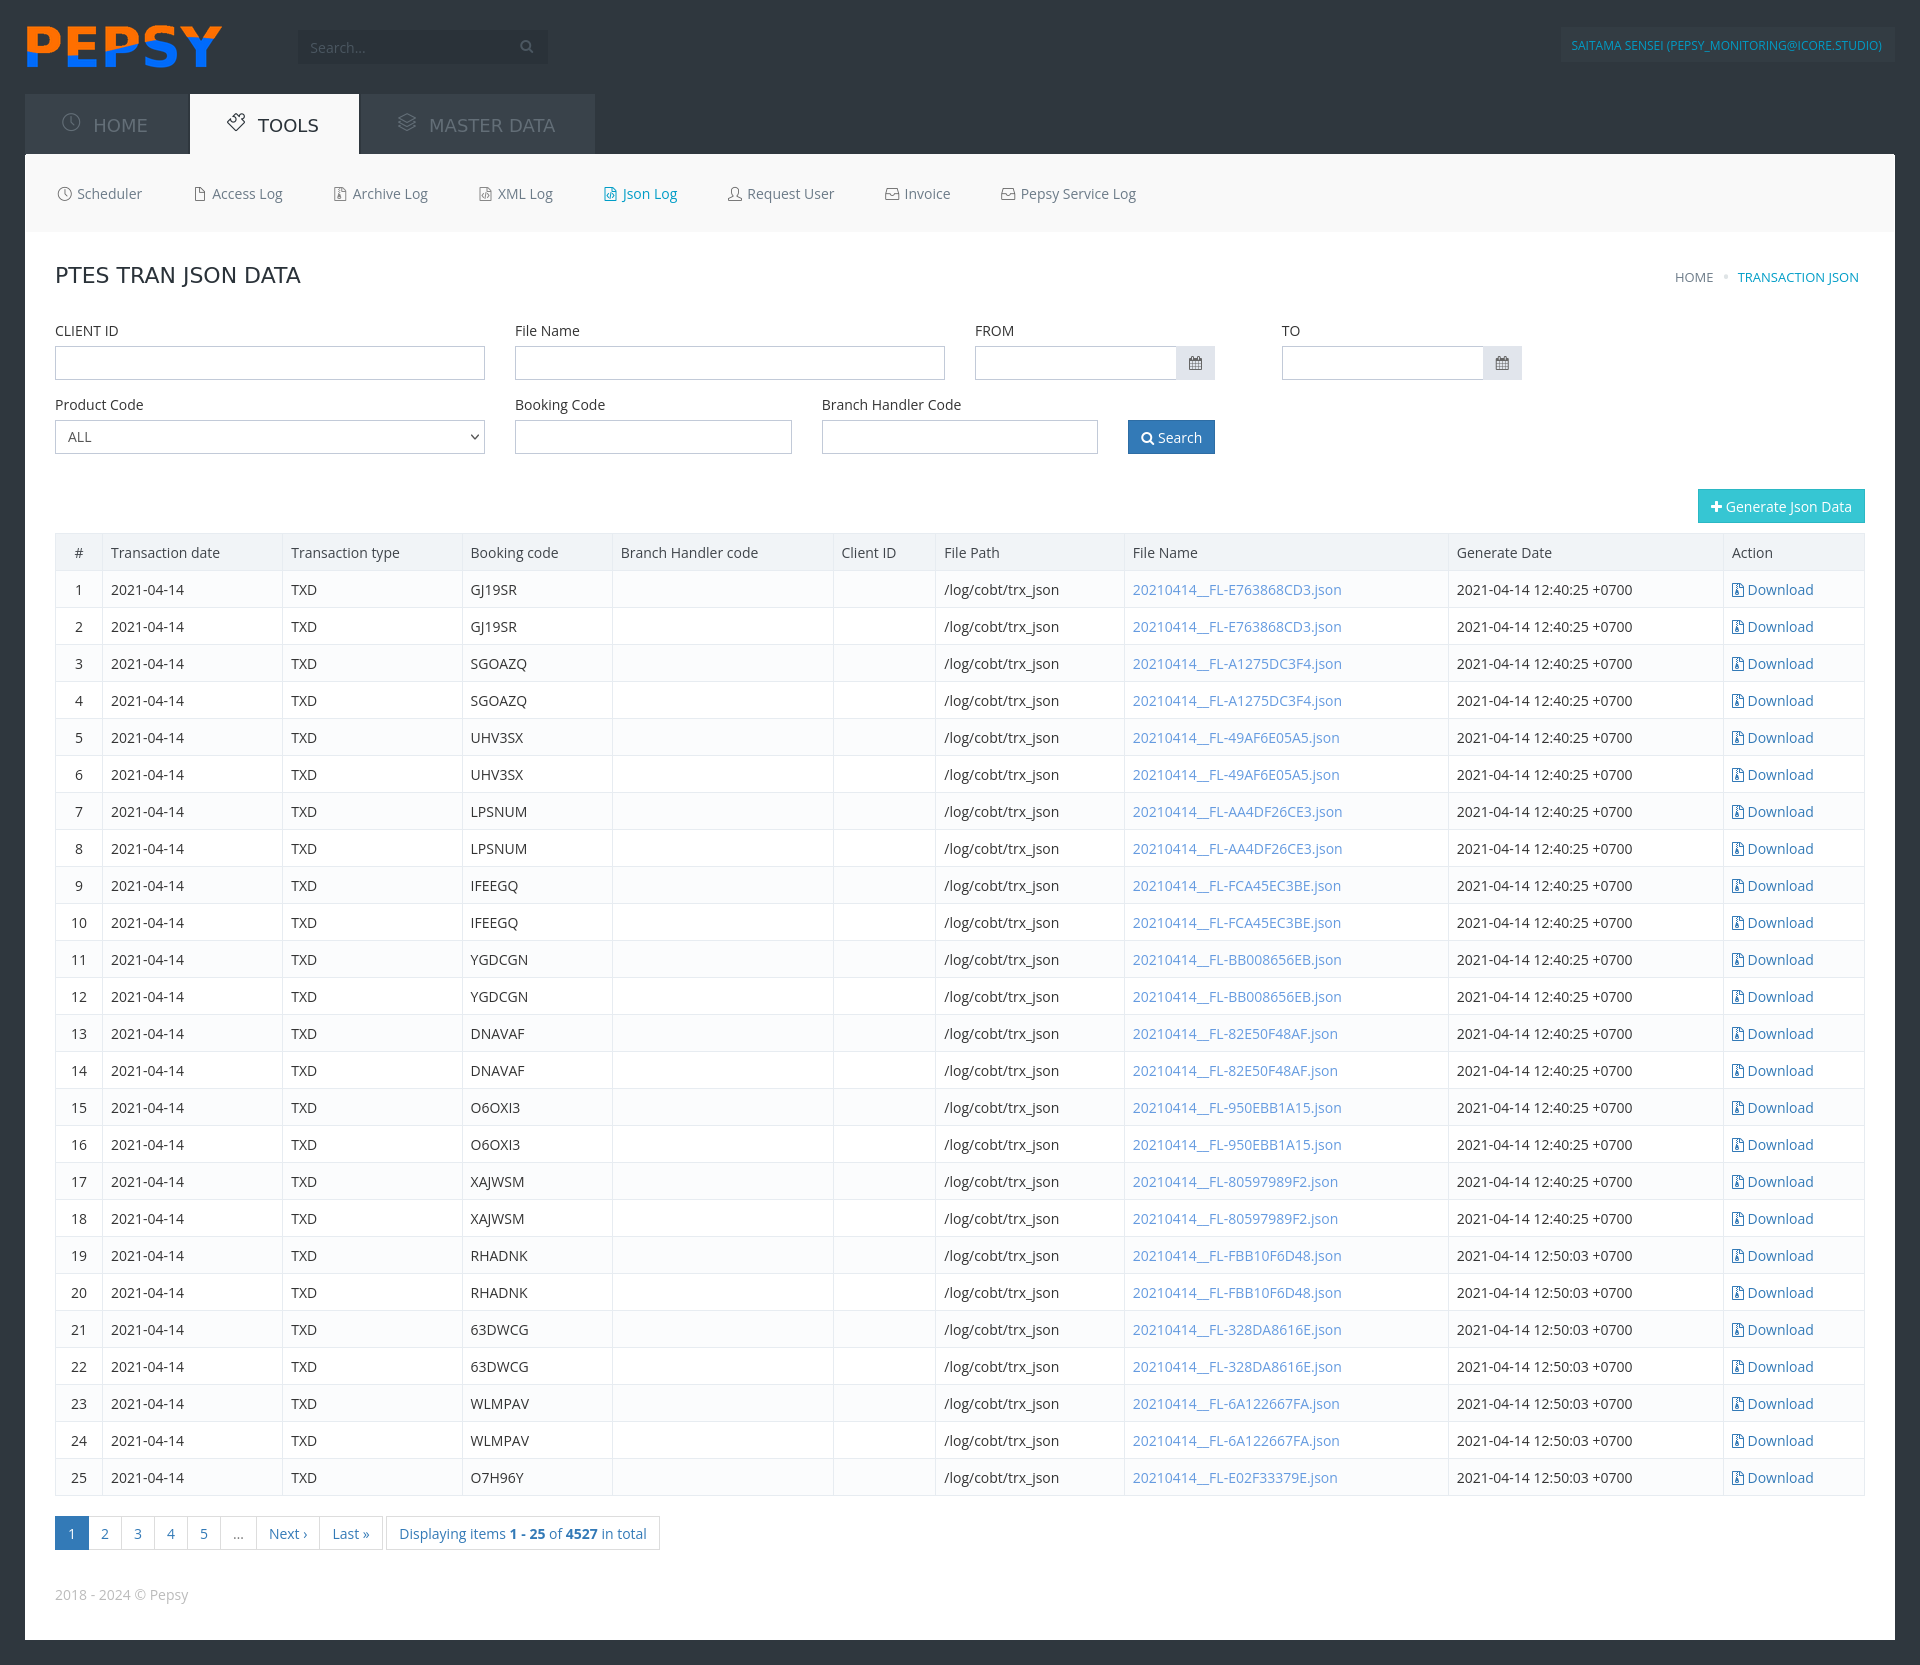 PEPSY
Search...
SAITAMA SENSEI (PEPSY_MONITORING@ICORE.STUDIO)
HOME TOOLS MASTER DATA
Scheduler Access Log Archive Log XML Log Json Log Request User Invoice Pepsy Service Log
PTES TRAN JSON DATA
HOME TRANSACTION JSON
CLIENT ID File Name FROM TO
Product Code Booking Code Branch Handler Code
ALL Search
Generate Json Data
# Transaction date Transaction type Booking code Branch Handler code Client ID File Path File Name Generate Date Action
1 2021-04-14 TXD GJ19SR /log/cobt/trx_json 20210414__FL-E763868CD3.json 2021-04-14 12:40:25 +0700 Download
2 2021-04-14 TXD GJ19SR /log/cobt/trx_json 20210414__FL-E763868CD3.json 2021-04-14 12:40:25 +0700 Download
3 2021-04-14 TXD SGOAZQ /log/cobt/trx_json 20210414__FL-A1275DC3F4.json 2021-04-14 12:40:25 +0700 Download
4 2021-04-14 TXD SGOAZQ /log/cobt/trx_json 20210414__FL-A1275DC3F4.json 2021-04-14 12:40:25 +0700 Download
5 2021-04-14 TXD UHV3SX /log/cobt/trx_json 20210414__FL-49AF6E05A5.json 2021-04-14 12:40:25 +0700 Download
6 2021-04-14 TXD UHV3SX /log/cobt/trx_json 20210414__FL-49AF6E05A5.json 2021-04-14 12:40:25 +0700 Download
7 2021-04-14 TXD LPSNUM /log/cobt/trx_json 20210414__FL-AA4DF26CE3.json 2021-04-14 12:40:25 +0700 Download
8 2021-04-14 TXD LPSNUM /log/cobt/trx_json 20210414__FL-AA4DF26CE3.json 2021-04-14 12:40:25 +0700 Download
9 2021-04-14 TXD IFEEGQ /log/cobt/trx_json 20210414__FL-FCA45EC3BE.json 2021-04-14 12:40:25 +0700 Download
10 2021-04-14 TXD IFEEGQ /log/cobt/trx_json 20210414__FL-FCA45EC3BE.json 2021-04-14 12:40:25 +0700 Download
11 2021-04-14 TXD YGDCGN /log/cobt/trx_json 20210414__FL-BB008656EB.json 2021-04-14 12:40:25 +0700 Download
12 2021-04-14 TXD YGDCGN /log/cobt/trx_json 20210414__FL-BB008656EB.json 2021-04-14 12:40:25 +0700 Download
13 2021-04-14 TXD DNAVAF /log/cobt/trx_json 20210414__FL-82E50F48AF.json 2021-04-14 12:40:25 +0700 Download
14 2021-04-14 TXD DNAVAF /log/cobt/trx_json 20210414__FL-82E50F48AF.json 2021-04-14 12:40:25 +0700 Download
15 2021-04-14 TXD O6OXI3 /log/cobt/trx_json 20210414__FL-950EBB1A15.json 2021-04-14 12:40:25 +0700 Download
16 2021-04-14 TXD O6OXI3 /log/cobt/trx_json 20210414__FL-950EBB1A15.json 2021-04-14 12:40:25 +0700 Download
17 2021-04-14 TXD XAJWSM /log/cobt/trx_json 20210414__FL-80597989F2.json 2021-04-14 12:40:25 +0700 Download
18 2021-04-14 TXD XAJWSM /log/cobt/trx_json 20210414__FL-80597989F2.json 2021-04-14 12:40:25 +0700 Download
19 2021-04-14 TXD RHADNK /log/cobt/trx_json 20210414__FL-FBB10F6D48.json 2021-04-14 12:50:03 +0700 Download
20 2021-04-14 TXD RHADNK /log/cobt/trx_json 20210414__FL-FBB10F6D48.json 2021-04-14 12:50:03 +0700 Download
21 2021-04-14 TXD 63DWCG /log/cobt/trx_json 20210414__FL-328DA8616E.json 2021-04-14 12:50:03 +0700 Download
22 2021-04-14 TXD 63DWCG /log/cobt/trx_json 20210414__FL-328DA8616E.json 2021-04-14 12:50:03 +0700 Download
23 2021-04-14 TXD WLMPAV /log/cobt/trx_json 20210414__FL-6A122667FA.json 2021-04-14 12:50:03 +0700 Download
24 2021-04-14 TXD WLMPAV /log/cobt/trx_json 20210414__FL-6A122667FA.json 2021-04-14 12:50:03 +0700 Download
25 2021-04-14 TXD O7H96Y /log/cobt/trx_json 20210414__FL-E02F33379E.json 2021-04-14 12:50:03 +0700 Download
1 2 3 4 5 ... Next › Last » Displaying items 1 - 25 of 4527 in total
2018 - 2024 © Pepsy